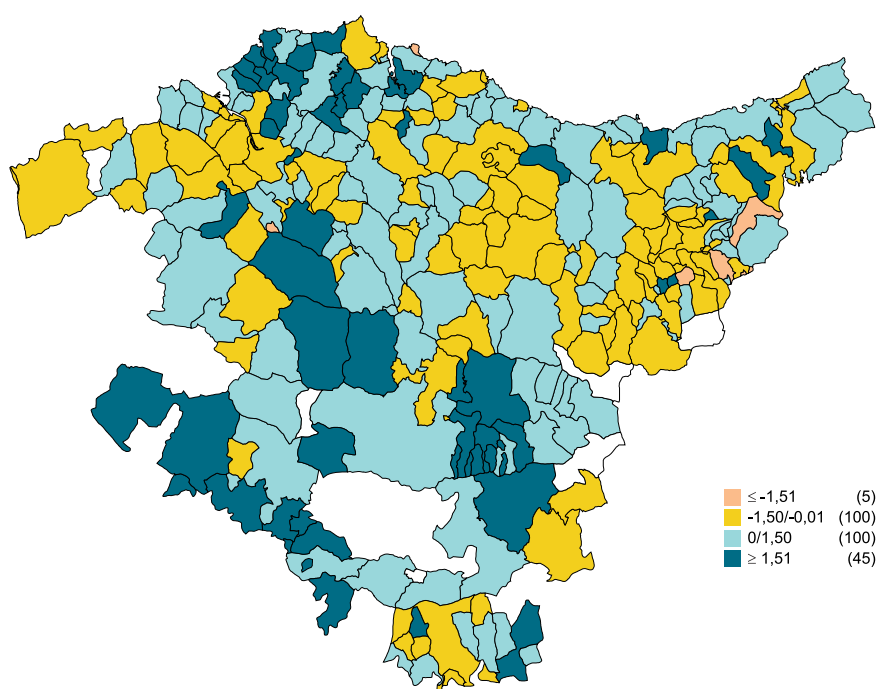 ≤ -1,51 (5)
-1,50/-0,01 (100)
0/1,50 (100)
≥ 1,51 (45)